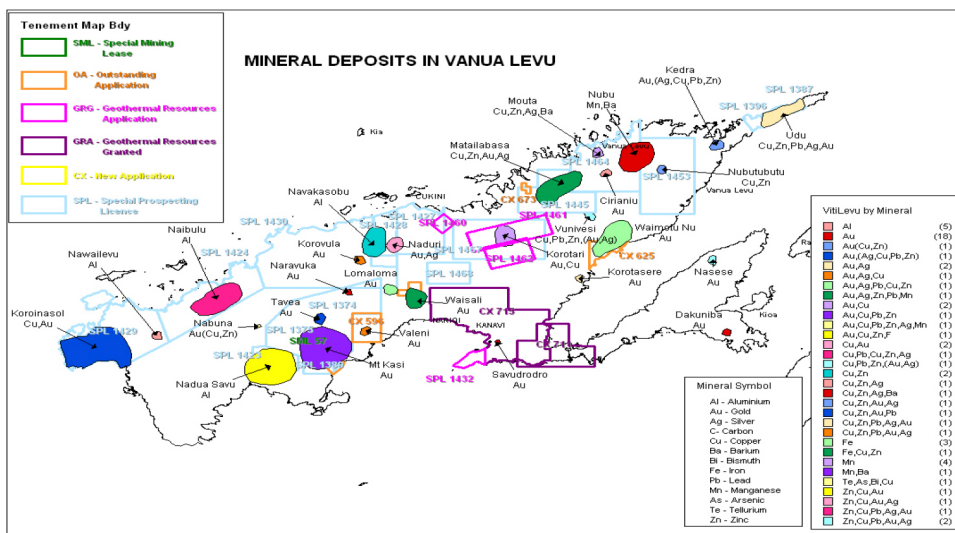 Tenement Map Bdy
SML - Special Mining
Lease
OA - Outstanding
Application
GRG - Geothermal Resources
Application
GRA - Geothermal Resources
Granted
CX - New Application
SPL - Special Prospecting
Licence
MINERAL DEPOSITS IN VANUA LEVU
Kedra
Au,(Ag,Cu,Pb,Zn)
SPL 1387
SPL 1396
Nubu
Mn,Ba
Mouta
Cu,Zn,Ag,Ba
Kia
Udu
Cu,Zn,Pb,Ag,Au
Matailabasa
Cu,Zn,Au,Ag
Vanua Levu
SPL 1464
SPL 1453
Nubutubutu
Cu,Zn
Vanua Levu
Navakasobu
Zn
CUKINI
CX 673
SPL 1445
Cirianiu
Au
SPL 1430
SPL 1427
SPL 1428
SPL 1360
SPL 1461
Naibulu
Al
Vunivesi
Cu,Pb,Zn,(Au,Ag)
Waimotu Nu
Au
Korovula
Au
Naduri
Au,Ag
SPL 1467
SPL 1462
Korotari
Au,Cu
CX 625
Nawailevu
Al
SPL 1424
Naravuka
Au
Lomaloma
Au
SPL 1468
Korotasere
Au
Nasese
Au
Koroinasol
Cu,Au
Tavea
Au
SPL 1374
Waisali
Au
CX 713
Dakuniba
Au
Kioa
SPL 1429
Nabuna
Au(Cu,Zn)
CX 596
Valeni
Au
KANAVI
SML 57
SPL 1423
SPL 1380
Mt Kasi
Au
SPL 1432
Savudrodro
Au
Nadua Savu
Al
Mineral Symbol
Al - Aluminium
Au - Gold
Ag - Silver
C- Carbon
Cu - Copper
Ba - Barium
Bi - Bismuth
Fe - Iron
Pb - Lead
Mn - Manganese
As - Arsenic
Te - Tellurium
Zn - Zinc
VitiLevu by Mineral
Al (5)
Au (18)
Au(Cu,Zn) (1)
Au,(Ag,Cu,Pb,Zn) (1)
Au,Ag (2)
Au,Ag,Cu (1)
Au,Ag,Pb,Cu,Zn (1)
Au,Ag,Zn,Pb,Mn (1)
Au,Cu (2)
Au,Cu,Pb,Zn (1)
Au,Cu,Pb,Zn,Ag,Mn (1)
Au,Cu,Zn,F (1)
Cu,Au (2)
Cu,Pb,Cu,Zn,Ag (1)
Cu,Pb,Zn,(Au,Ag) (1)
Cu,Zn (2)
Cu,Zn,Ag (1)
Cu,Zn,Ag,Ba (1)
Cu,Zn,Au,Ag (1)
Cu,Zn,Au,Pb (1)
Cu,Zn,Pb,Ag,Au (1)
Cu,Zn,Pb,Au,Ag (1)
Fe (3)
Fe,Cu,Zn (1)
Mn (4)
Mn,Ba (1)
Te,As,Bi,Cu (1)
Zn,Cu,Au (1)
Zn,Cu,Au,Ag (1)
Zn,Cu,Pb,Ag,Au (1)
Zn,Cu,Pb,Au,Ag (2)